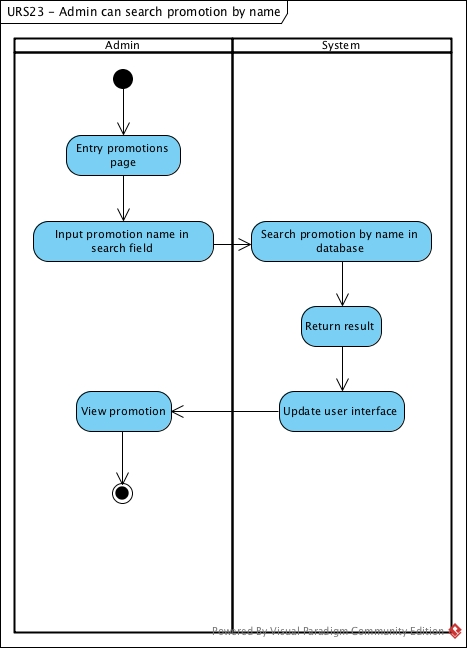 URS23 - Admin can search promotion by name
Admin
System
Entry promotions
page
Input promotion name in
search field
Search promotion by name in
database
Return result
View promotion
Update user interface
Powered By Visual Paradigm Community Edition